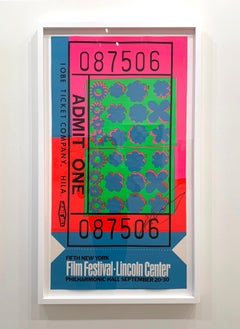 087506
ADMIT ONE
IOBE TICKET COMPANY. HILA
087506
FIFTH NEW YORK
Film Festival-Lincoln Center
PHILHARMONIC HALL SEPTEMBER 20-30